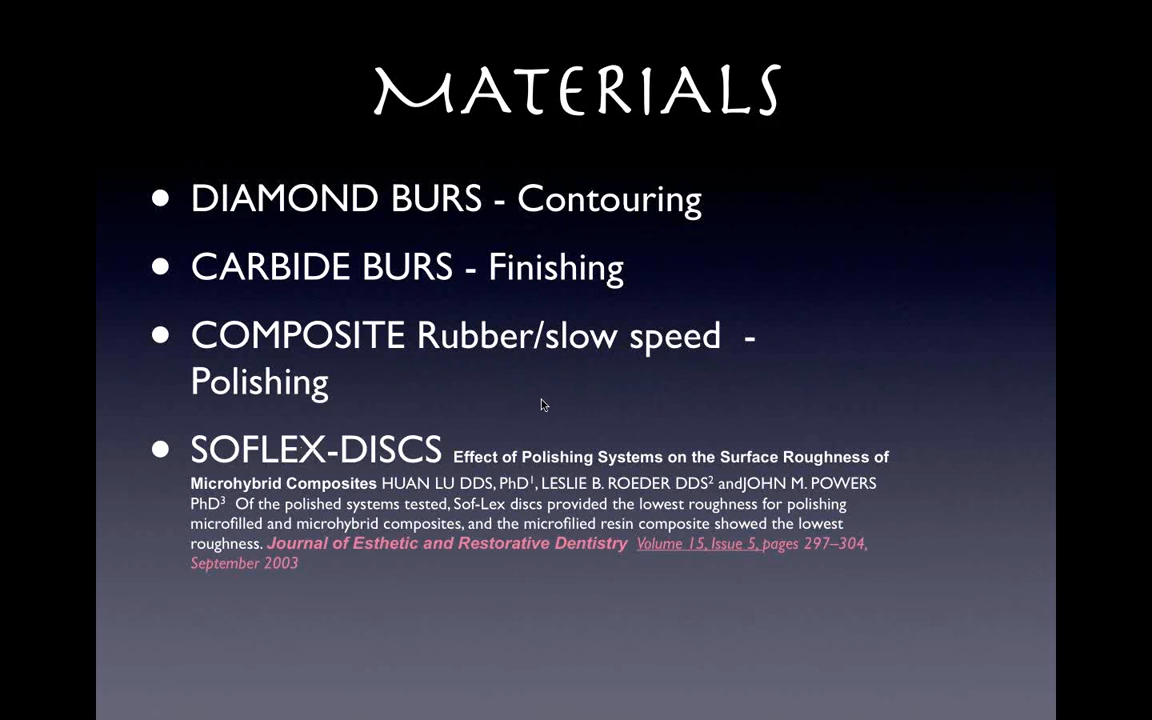 MATERIALS
• DIAMOND BURS - Contouring
• CARBIDE BURS - Finishing
• COMPOSITE Rubber/slow speed -
Polishing
• SOFLEX-DISCS Effect of Polishing Systems on the Surface Roughness of
Microhybrid Composites HUAN LU DDS, PhD1, LESLIE B. ROEDER DDS2 andJOHN M. POWERS
PhD3 Of the polished systems tested, Sof-Lex discs provided the lowest roughness for polishing
microfilled and microhybrid composites, and the microfilied resin composite showed the lowest
roughness. Journal of Esthetic and Restorative Dentistry Volume 15, Issue 5, pages 297–304,
September 2003